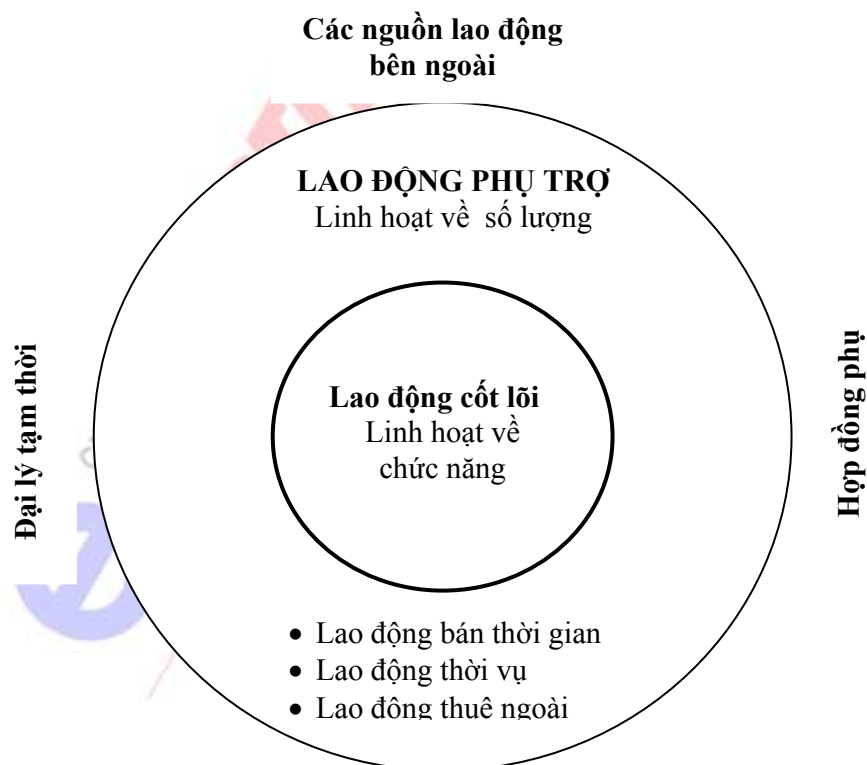 Các nguồn lao động
bên ngoài
LAO ĐỘNG PHỤ TRỢ
Linh hoạt về số lượng
Đại lý tạm thời
Lao động cốt lõi
Linh hoạt về
chức năng
Hợp đồng phụ
• Lao động bán thời gian
• Lao động thời vụ
• Lao động thuê ngoài